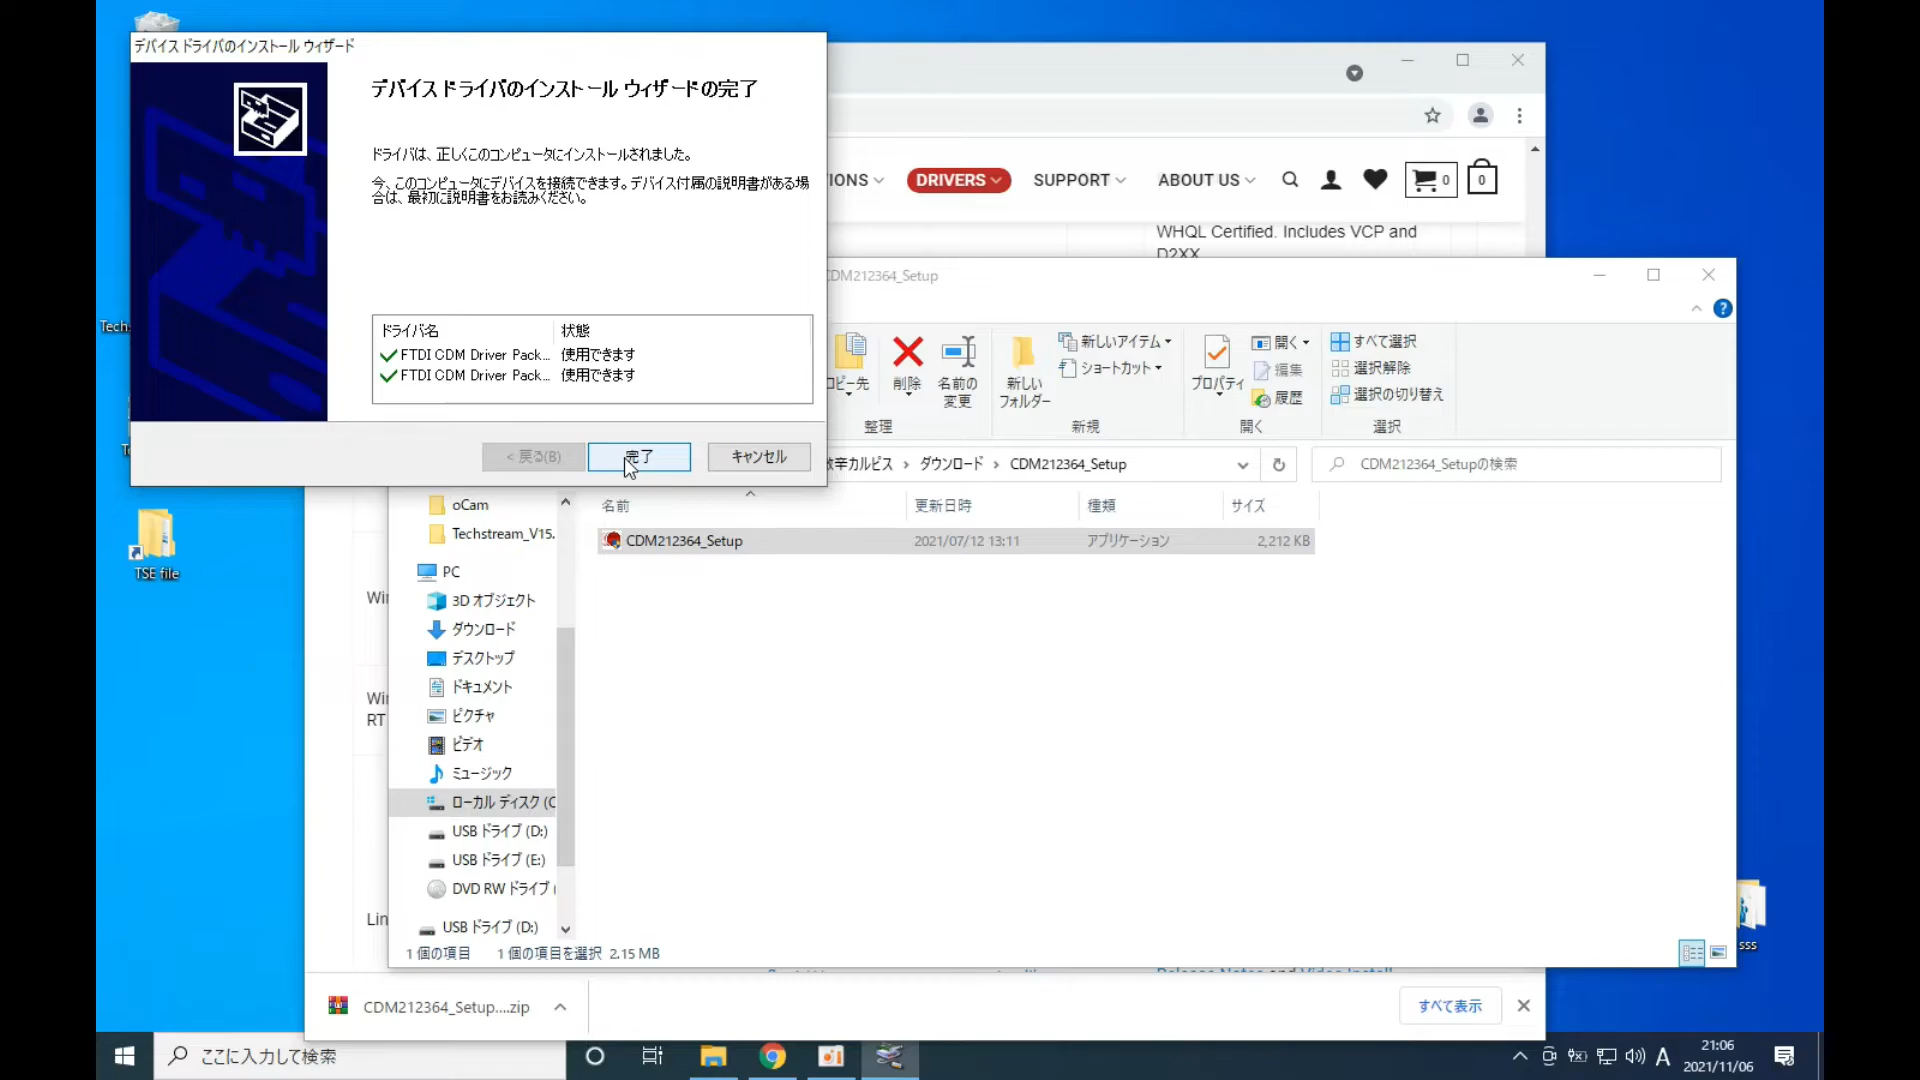 デバイス ドライバのインストール ウィザード
デバイス ドライバのインストール ウィザードの完了
ドライバは、正しくこのコンピュータにインストールされました。
今、このコンピュータにデバイスを接続できます。デバイス付属の説明書がある場
合は、最初に説明書をお読みください。
ドライバ名 状態
FTDI CDM Driver Pack... 使用できます
FTDI CDM Driver Pack... 使用できます
< 戻る(B) 完了 キャンセル
IONS DRIVERS SUPPORT ABOUT US 0 0
WHQL Certified. Includes VCP and
D2XX
CDM212364_Setup
コピー先 削除 名前の
変更
整理
新しい
フォルダー
新しいアイテム
ショートカット
新規
プロパティ
開く
編集
履歴
開く
すべて選択
選択解除
選択の切り替え
選択
辛カルピス › ダウンロード › CDM212364_Setup
CDM212364_Setupの検索
名前 更新日時 種類 サイズ
CDM212364_Setup 2021/07/12 13:11 アプリケーション 2,212 KB
oCam
Techstream_V15.
PC
3D オブジェクト
ダウンロード
デスクトップ
ドキュメント
ピクチャ
ビデオ
ミュージック
ローカル ディスク (C
USB ドライブ (D:)
USB ドライブ (E:)
DVD RW ドライブ (
USB ドライブ (D:)
1 個の項目 1 個の項目を選択 2.15 MB
Tech
TSE file
Win
Win
RT
Lin
sss
Release Notes and Video Install
CDM212364_Setup....zip
すべて表示
ここに入力して検索
A
21:06
2021/11/06